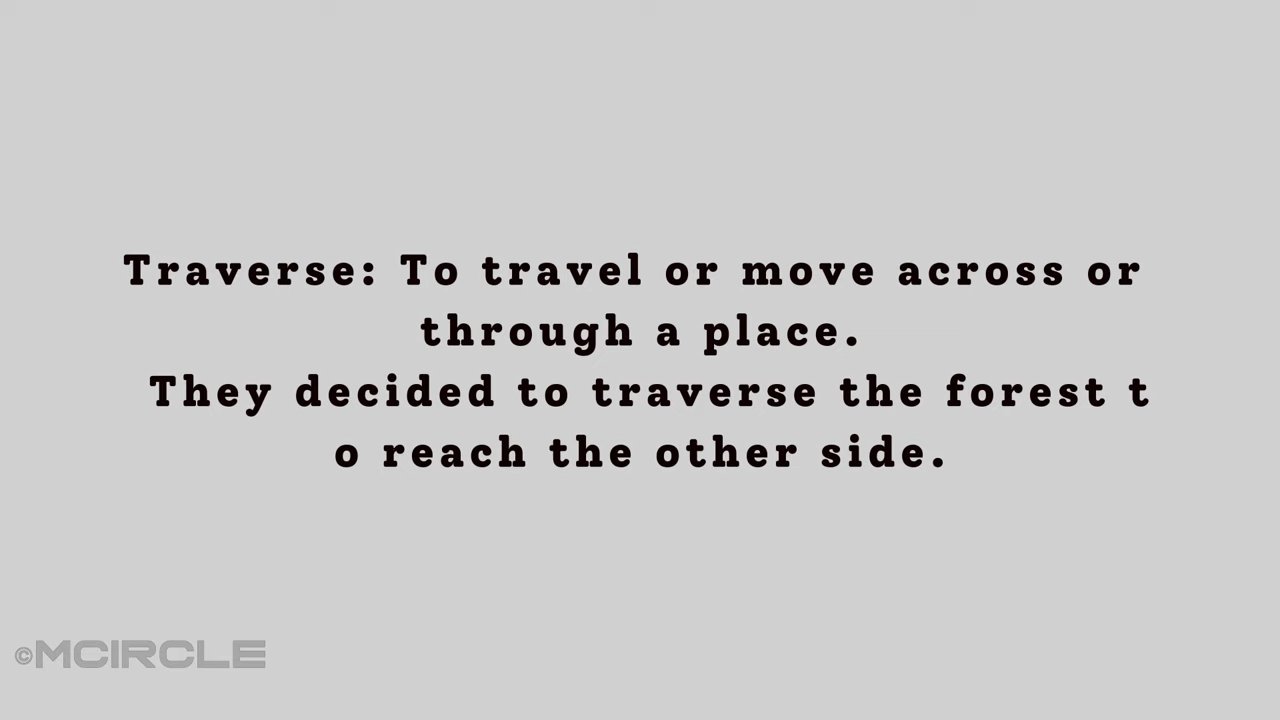 Traverse: To travel or move across or
through a place.
They decided to traverse the forest t
o reach the other side.
©MCIRCLE